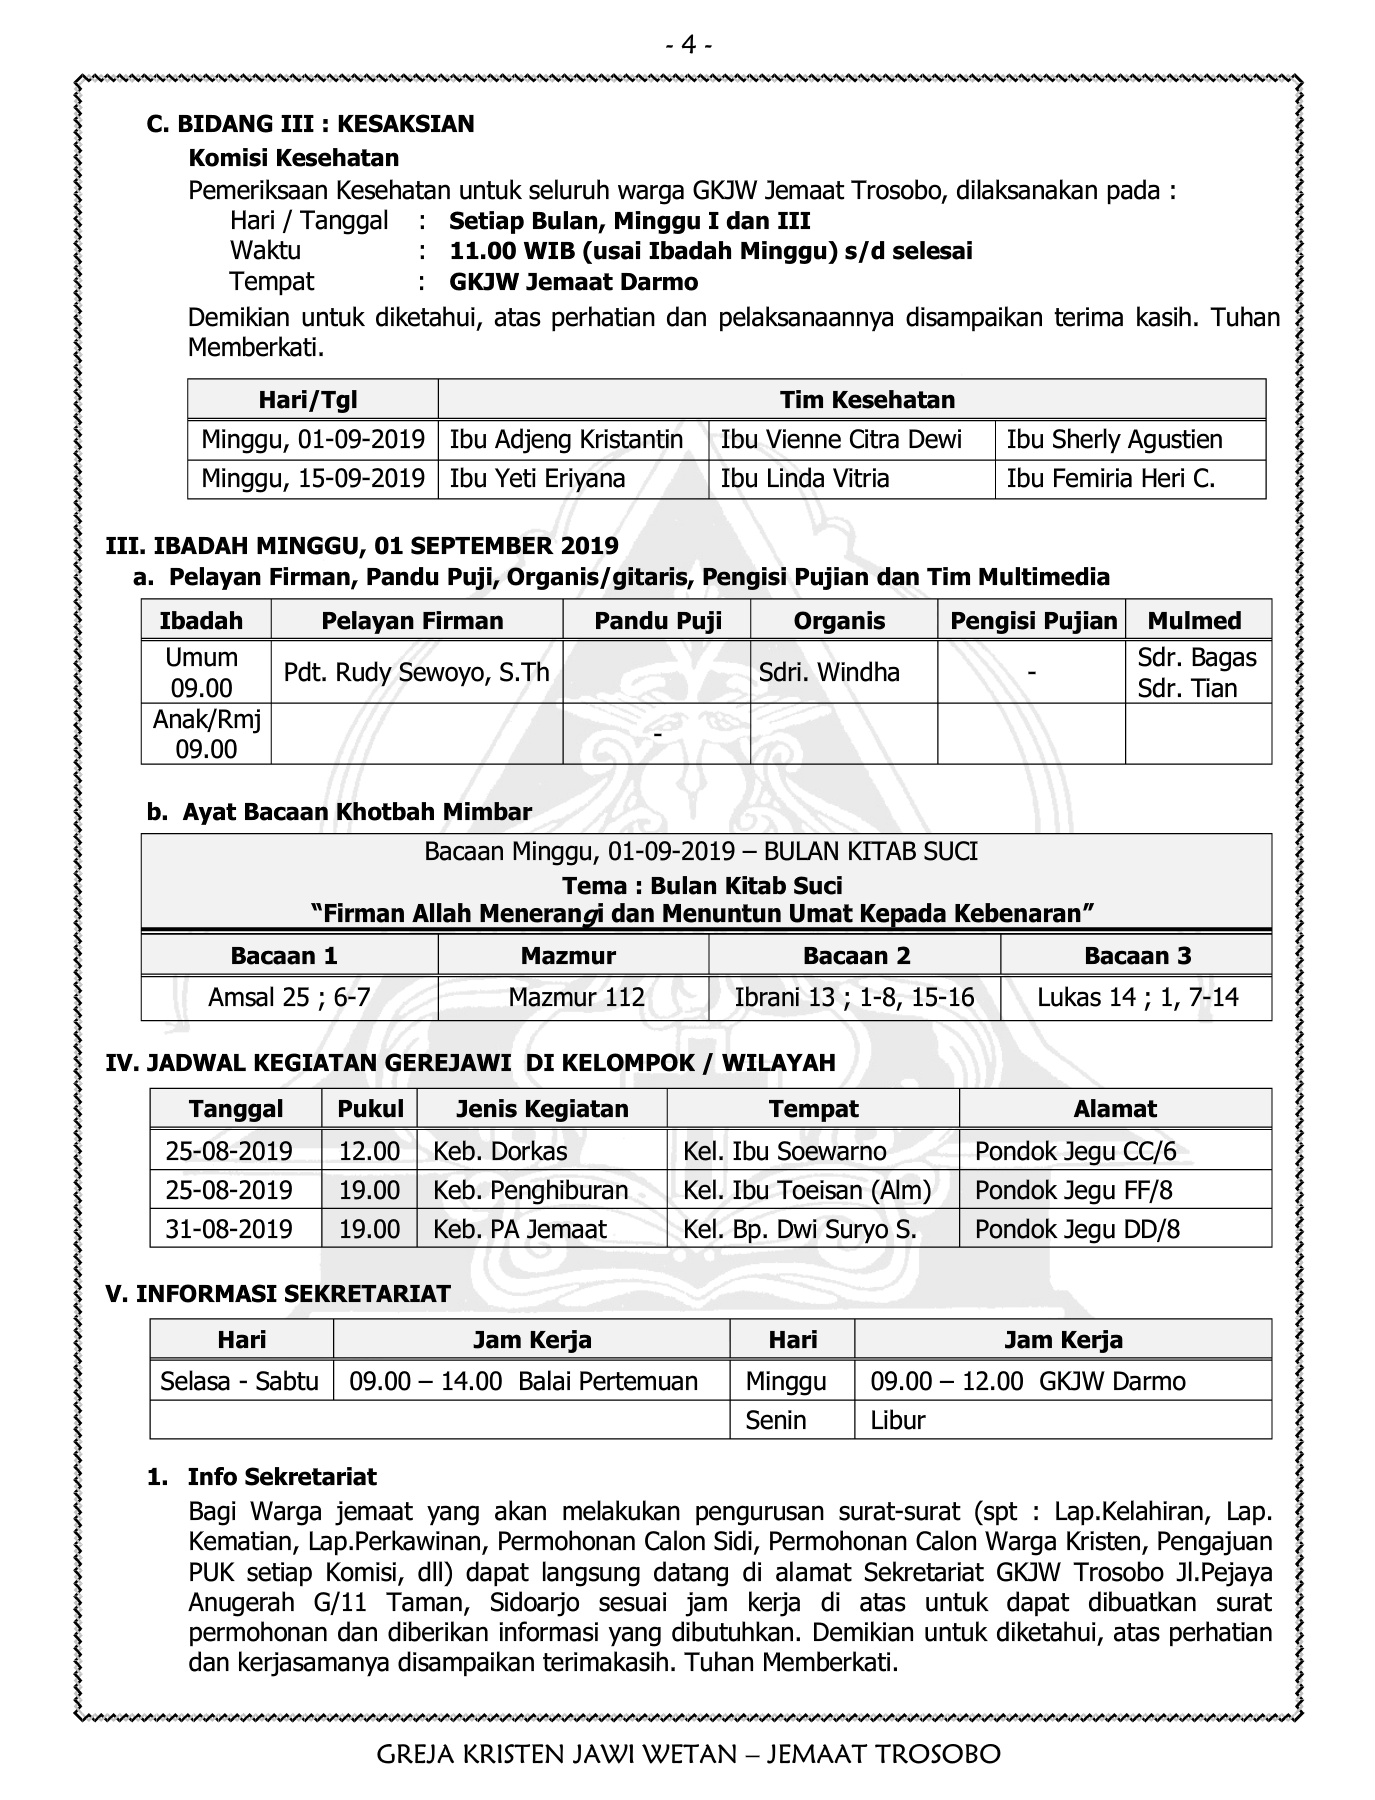 - 4 -
C. BIDANG III : KESAKSIAN
Komisi Kesehatan
Pemeriksaan Kesehatan untuk seluruh warga GKJW Jemaat Trosobo, dilaksanakan pada :
Hari / Tanggal : Setiap Bulan, Minggu I dan III
Waktu : 11.00 WIB (usai Ibadah Minggu) s/d selesai
Tempat : GKJW Jemaat Darmo
Demikian untuk diketahui, atas perhatian dan pelaksanaannya disampaikan terima kasih. Tuhan
Memberkati.
Hari/Tgl Tim Kesehatan
Minggu, 01-09-2019 Ibu Adjeng Kristantin Ibu Vienne Citra Dewi Ibu Sherly Agustien
Minggu, 15-09-2019 Ibu Yeti Eriyana Ibu Linda Vitria Ibu Femiria Heri C.
III. IBADAH MINGGU, 01 SEPTEMBER 2019
a. Pelayan Firman, Pandu Puji, Organis/gitaris, Pengisi Pujian dan Tim Multimedia
Ibadah Pelayan Firman Pandu Puji Organis Pengisi Pujian Mulmed
Umum
09.00 Pdt. Rudy Sewoyo, S.Th Sdri. Windha - Sdr. Bagas
Sdr. Tian
Anak/Rmj
09.00 -
b. Ayat Bacaan Khotbah Mimbar
Bacaan Minggu, 01-09-2019 – BULAN KITAB SUCI
Tema : Bulan Kitab Suci
“Firman Allah Menerangi dan Menuntun Umat Kepada Kebenaran”
Bacaan 1 Mazmur Bacaan 2 Bacaan 3
Amsal 25 ; 6-7 Mazmur 112 Ibrani 13 ; 1-8, 15-16 Lukas 14 ; 1, 7-14
IV. JADWAL KEGIATAN GEREJAWI DI KELOMPOK / WILAYAH
Tanggal Pukul Jenis Kegiatan Tempat Alamat
25-08-2019 12.00 Keb. Dorkas Kel. Ibu Soewarno Pondok Jegu CC/6
25-08-2019 19.00 Keb. Penghiburan Kel. Ibu Toeisan (Alm) Pondok Jegu FF/8
31-08-2019 19.00 Keb. PA Jemaat Kel. Bp. Dwi Suryo S. Pondok Jegu DD/8
V. INFORMASI SEKRETARIAT
Hari Jam Kerja Hari Jam Kerja
Selasa - Sabtu 09.00 – 14.00 Balai Pertemuan Minggu 09.00 – 12.00 GKJW Darmo
Senin Libur
1. Info Sekretariat
Bagi Warga jemaat yang akan melakukan pengurusan surat-surat (spt : Lap.Kelahiran, Lap.
Kematian, Lap.Perkawinan, Permohonan Calon Sidi, Permohonan Calon Warga Kristen, Pengajuan
PUK setiap Komisi, dll) dapat langsung datang di alamat Sekretariat GKJW Trosobo Jl.Pejaya
Anugerah G/11 Taman, Sidoarjo sesuai jam kerja di atas untuk dapat dibuatkan surat
permohonan dan diberikan informasi yang dibutuhkan. Demikian untuk diketahui, atas perhatian
dan kerjasamanya disampaikan terimakasih. Tuhan Memberkati.
GREJA KRISTEN JAWI WETAN – JEMAAT TROSOBO